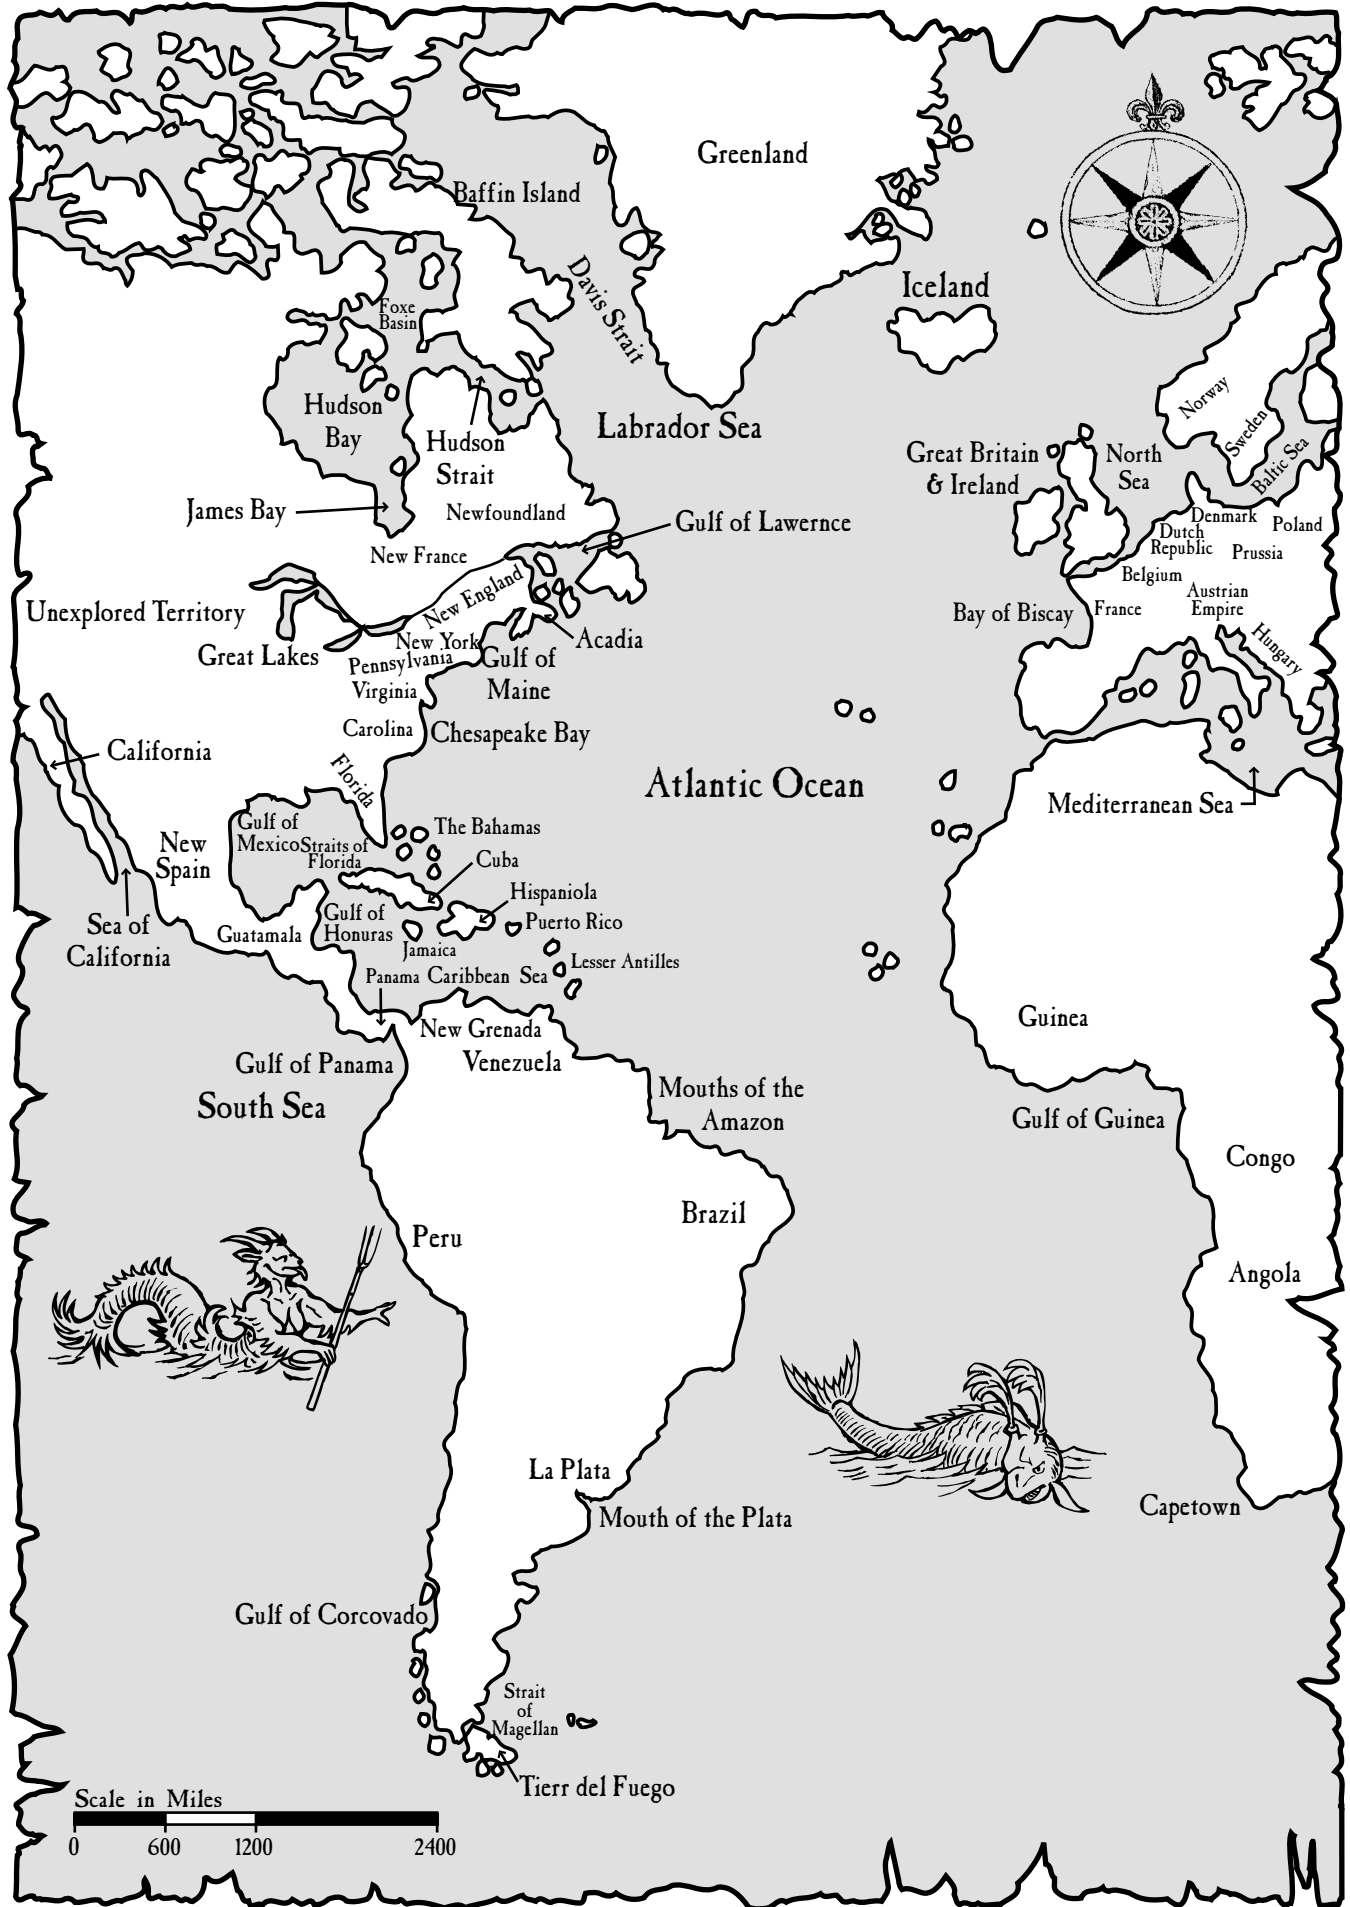 Greenland
Baffin Island
Davis Strait
Iceland
Foxe
Basin
Hudson
Bay
Hudson
Strait
Labrador Sea
Norway
Sweden
Baltic Sea
Great Britain
& Ireland
North
Sea
James Bay
Newfoundland
Gulf of Lawernce
Denmark
Poland
Dutch
Republic
Prussia
New France
Belgium
Austrian
Empire
Unexplored Territory
New England
Bay of Biscay
France
Hungary
Great Lakes
New York
Acadia
Pennsylvania
Gulf of
Maine
Virginia
Carolina
Chesapeake Bay
California
Florida
Atlantic Ocean
Mediterranean Sea
New
Spain
Gulf of
Mexico
Straits of
Florida
The Bahamas
Cuba
Hispaniola
Sea of
California
Guatamala
Gulf of
Honuras
Jamaica
Puerto Rico
Lesser Antilles
Panama
Caribbean Sea
New Grenada
Venezuela
Guinea
Gulf of Panama
South Sea
Mouths of the
Amazon
Gulf of Guinea
Congo
Brazil
Peru
Angola
La Plata
Mouth of the Plata
Capetown
Gulf of Corcovado
Strait
of
Magellan
Tierr del Fuego
Scale in Miles
0 600 1200 2400